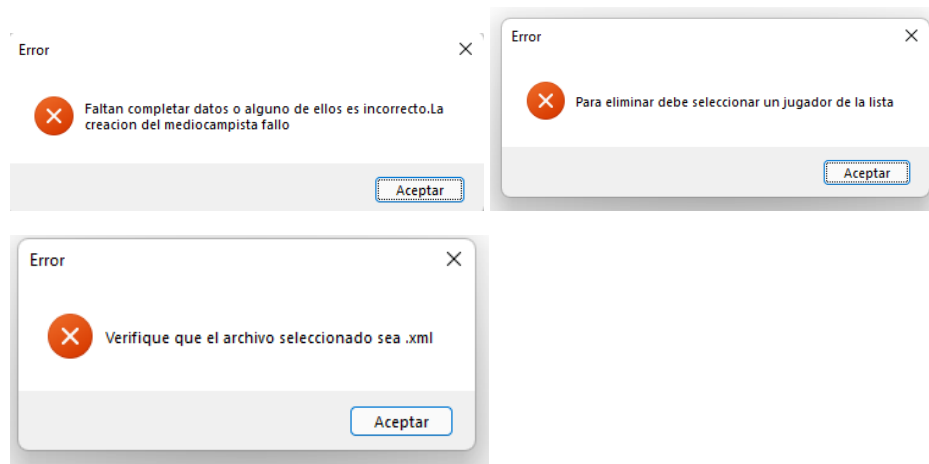 Error
Faltan completar datos o alguno de ellos es incorrecto.La
creacion del mediocampista fallo
Aceptar
Error
Para eliminar debe seleccionar un jugador de la lista
Aceptar
Error
Verifique que el archivo seleccionado sea .xml
Aceptar